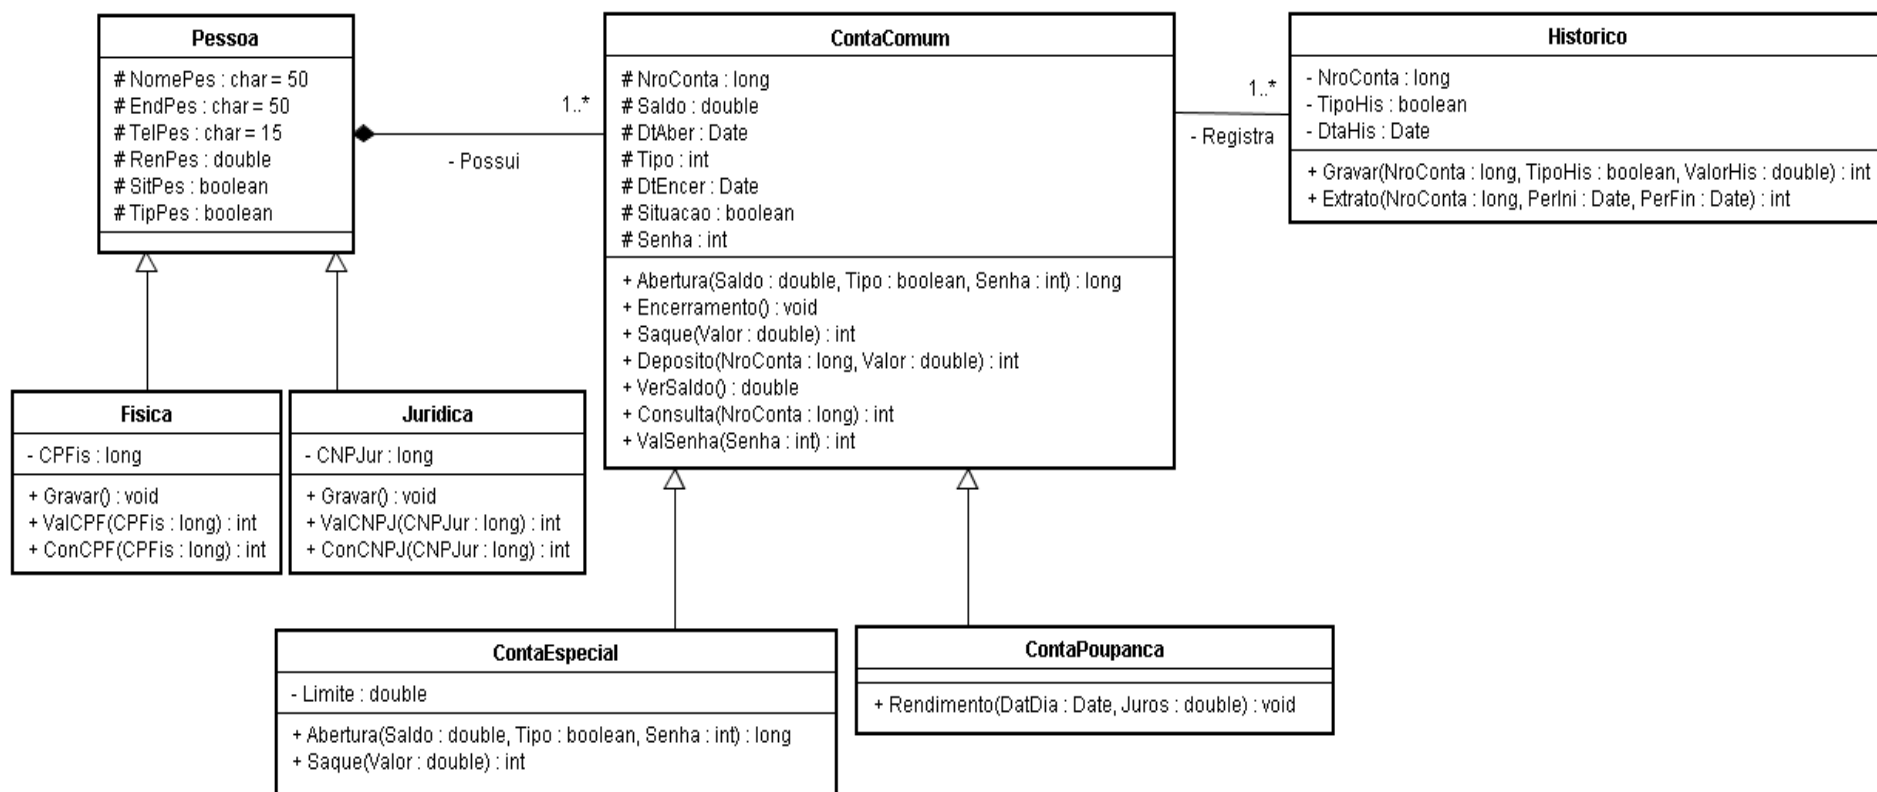 Pessoa
# NomePes : char = 50
# EndPes : char = 50
# TelPes : char = 15
# RenPes : double
# SitPes : boolean
# TipPes : boolean
1..*
- Possui
ContaComum
# NroConta : long
# Saldo : double
# DtAber : Date
# Tipo : int
# DtEncer : Date
# Situacao : boolean
# Senha : int
+ Abertura(Saldo : double, Tipo : boolean, Senha : int) : long
+ Encerramento() : void
+ Saque(Valor : double) : int
+ Deposito(NroConta : long, Valor : double) : int
+ VerSaldo() : double
+ Consulta(NroConta : long) : int
+ ValSenha(Senha : int) : int
1..*
- Registra
Historico
- NroConta : long
- TipoHis : boolean
- DtaHis : Date
+ Gravar(NroConta : long, TipoHis : boolean, ValorHis : double) : int
+ Extrato(NroConta : long, PerIni : Date, PerFin : Date) : int
Fisica
- CPFis : long
+ Gravar() : void
+ ValCPF(CPFis : long) : int
+ ConCPF(CPFis : long) : int
Juridica
- CNPJur : long
+ Gravar() : void
+ ValCNPJ(CNPJur : long) : int
+ ConCNPJ(CNPJur : long) : int
ContaEspecial
- Limite : double
+ Abertura(Saldo : double, Tipo : boolean, Senha : int) : long
+ Saque(Valor : double) : int
ContaPoupanca
+ Rendimento(DatDia : Date, Juros : double) : void